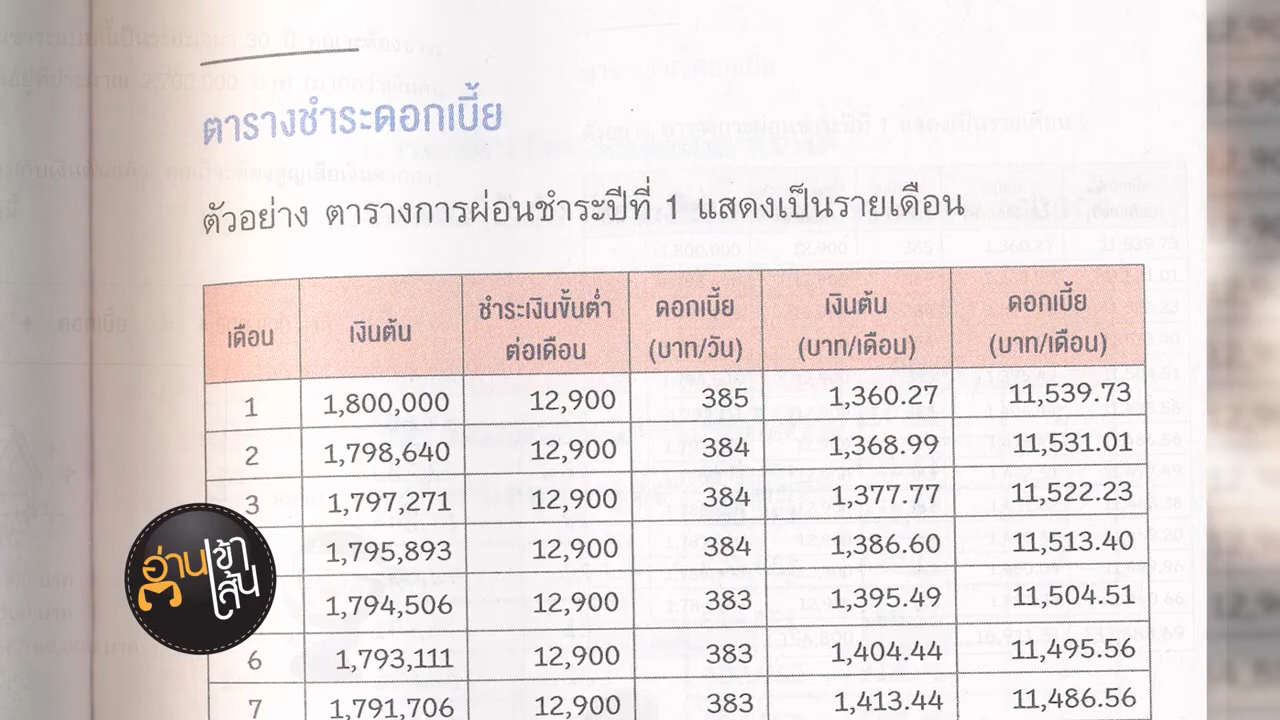 ตารางชำระดอกเบี้ย
ตัวอย่าง ตารางการผ่อนชำระปีที่ 1 แสดงเป็นรายเดือน
เดือน เงินต้น ชำระเงินขั้นต่ำ ต่อเดือน ดอกเบี้ย (บาท/วัน) เงินต้น (บาท/เดือน) ดอกเบี้ย (บาท/เดือน)
1 1,800,000 12,900 385 1,360.27 11,539.73
2 1,798,640 12,900 384 1,368.99 11,531.01
3 1,797,271 12,900 384 1,377.77 11,522.23
1,795,893 12,900 384 1,386.60 11,513.40
1,794,506 12,900 383 1,395.49 11,504.51
6 1,793,111 12,900 383 1,404.44 11,495.56
7 1,791,706 12,900 383 1,413.44 11,486.56
อ่าน เข้า
เส้น